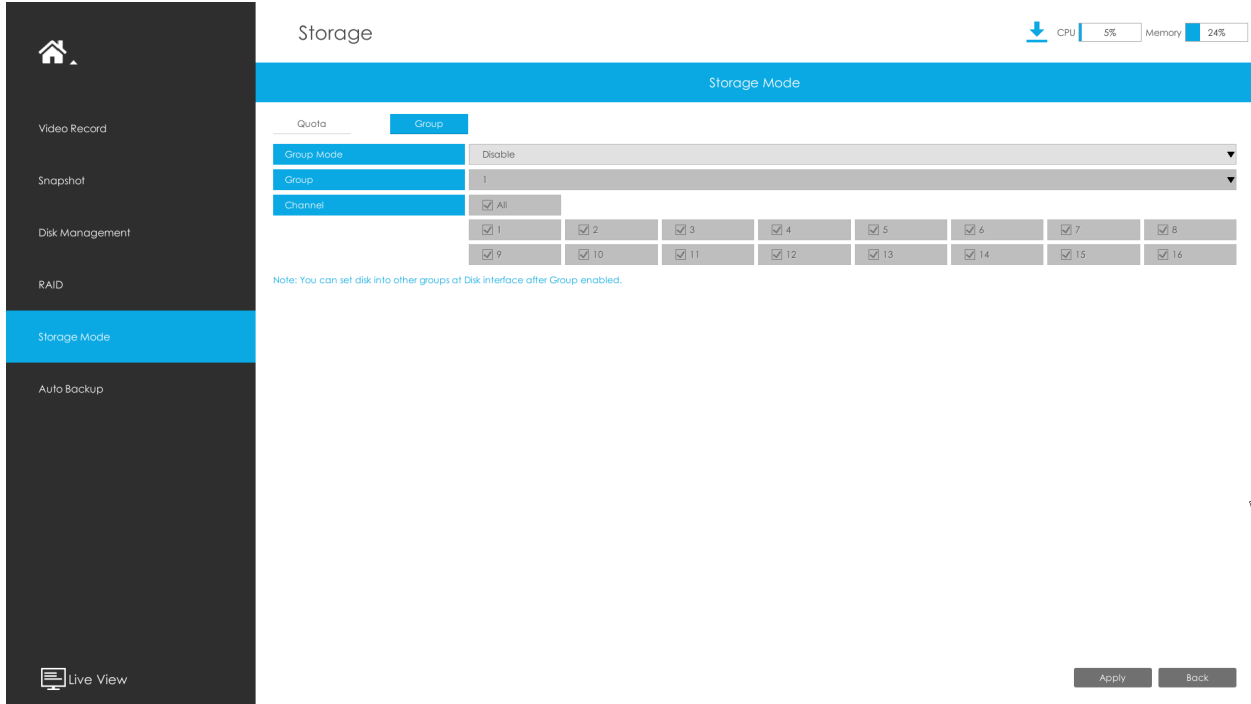 Storage
CPU 5% Memory 24%
Storage Mode
Video Record
Snapshot
Disk Management
RAID
Storage Mode
Auto Backup
Live View
Quota Group
Group Mode Disable
Group 1
Channel All
1 2 3 4 5 6 7 8
9 10 11 12 13 14 15 16
Note: You can set disk into other groups at Disk interface after Group enabled.
Apply Back